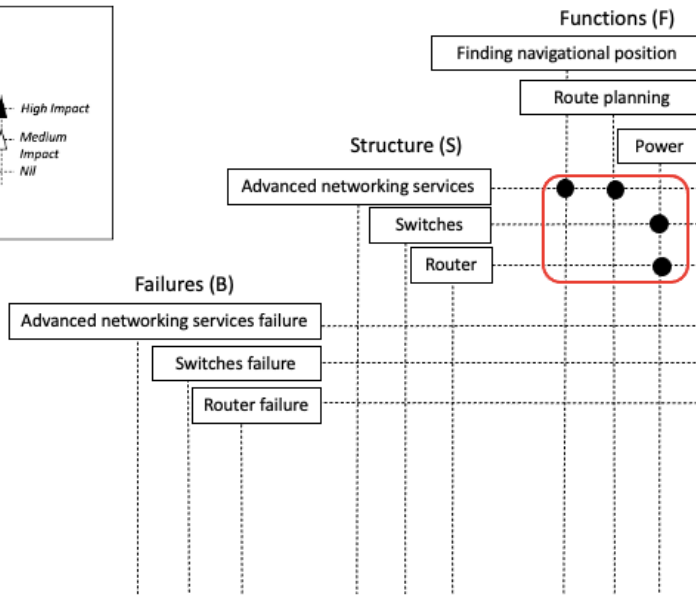 Functions (F)
Finding navigational position
Route planning
High Impact
Medium
Impact
Nil
Structure (S)
Power
Advanced networking services
Switches
Router
Failures (B)
Advanced networking services failure
Switches failure
Router failure